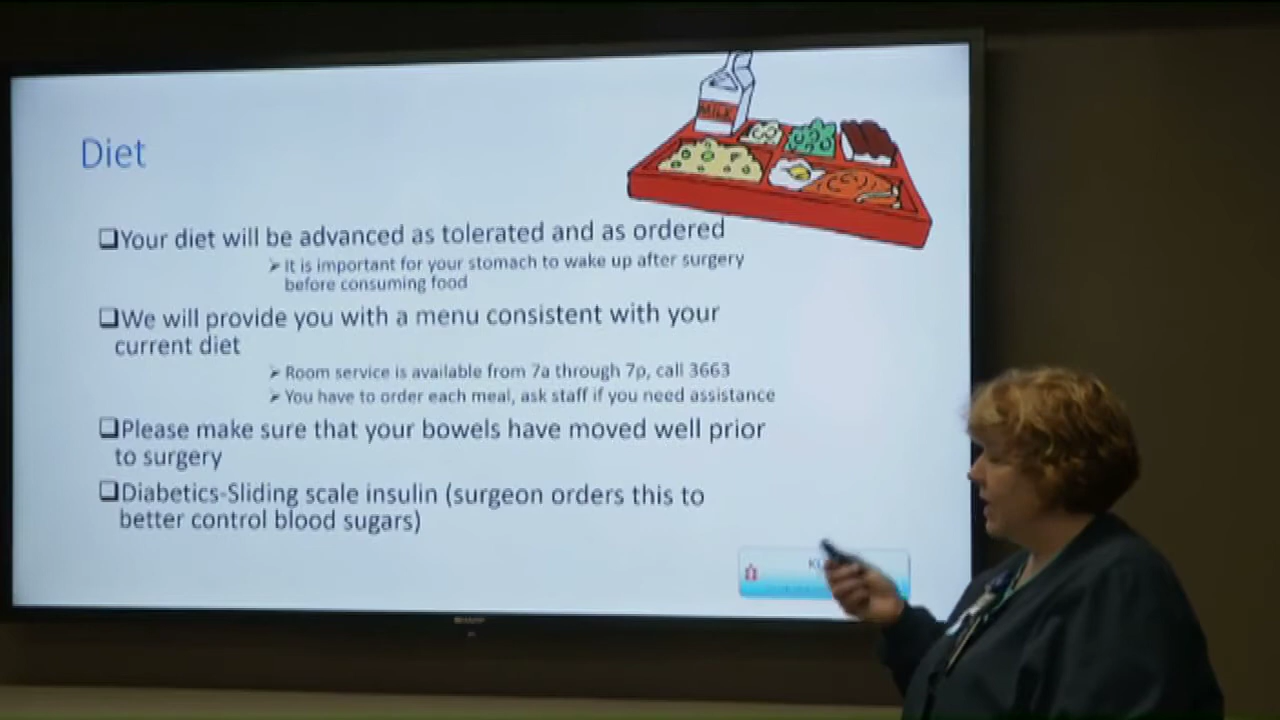 MILK
Diet
Your diet will be advanced as tolerated and as ordered
It is important for your stomach to wake up after surgery
before consuming food
We will provide you with a menu consistent with your
current diet
Room service is available from 7a through 7p, call 3663
You have to order each meal, ask staff if you need assistance
Please make sure that your bowels have moved well prior
to surgery
Diabetics-Sliding scale insulin (surgeon orders this to
better control blood sugars)
SHARP